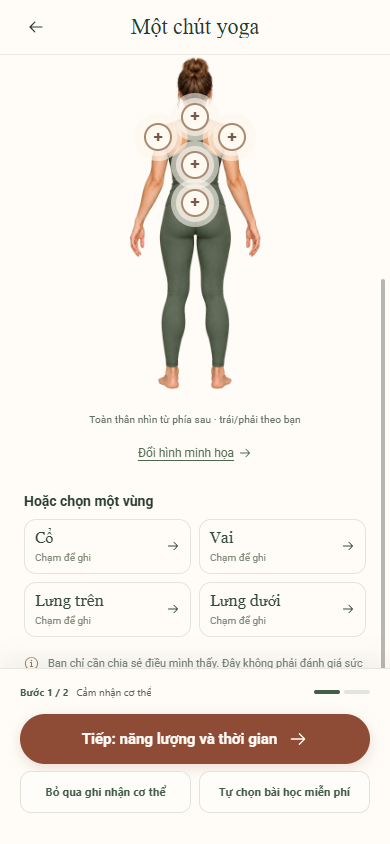 Một chút yoga
Toàn thân nhìn từ phía sau · trái/phải theo bạn
Đổi hình minh họa →
Hoặc chọn một vùng
Cổ
Chạm để ghi
Vai
Chạm để ghi
Lưng trên
Chạm để ghi
Lưng dưới
Chạm để ghi
Bạn chỉ cần chia sẻ điều mình thấy. Đây không phải đánh giá sức
Bước 1 / 2 Cảm nhận cơ thể
Tiếp: năng lượng và thời gian →
Bỏ qua ghi nhận cơ thể
Tự chọn bài học miễn phí